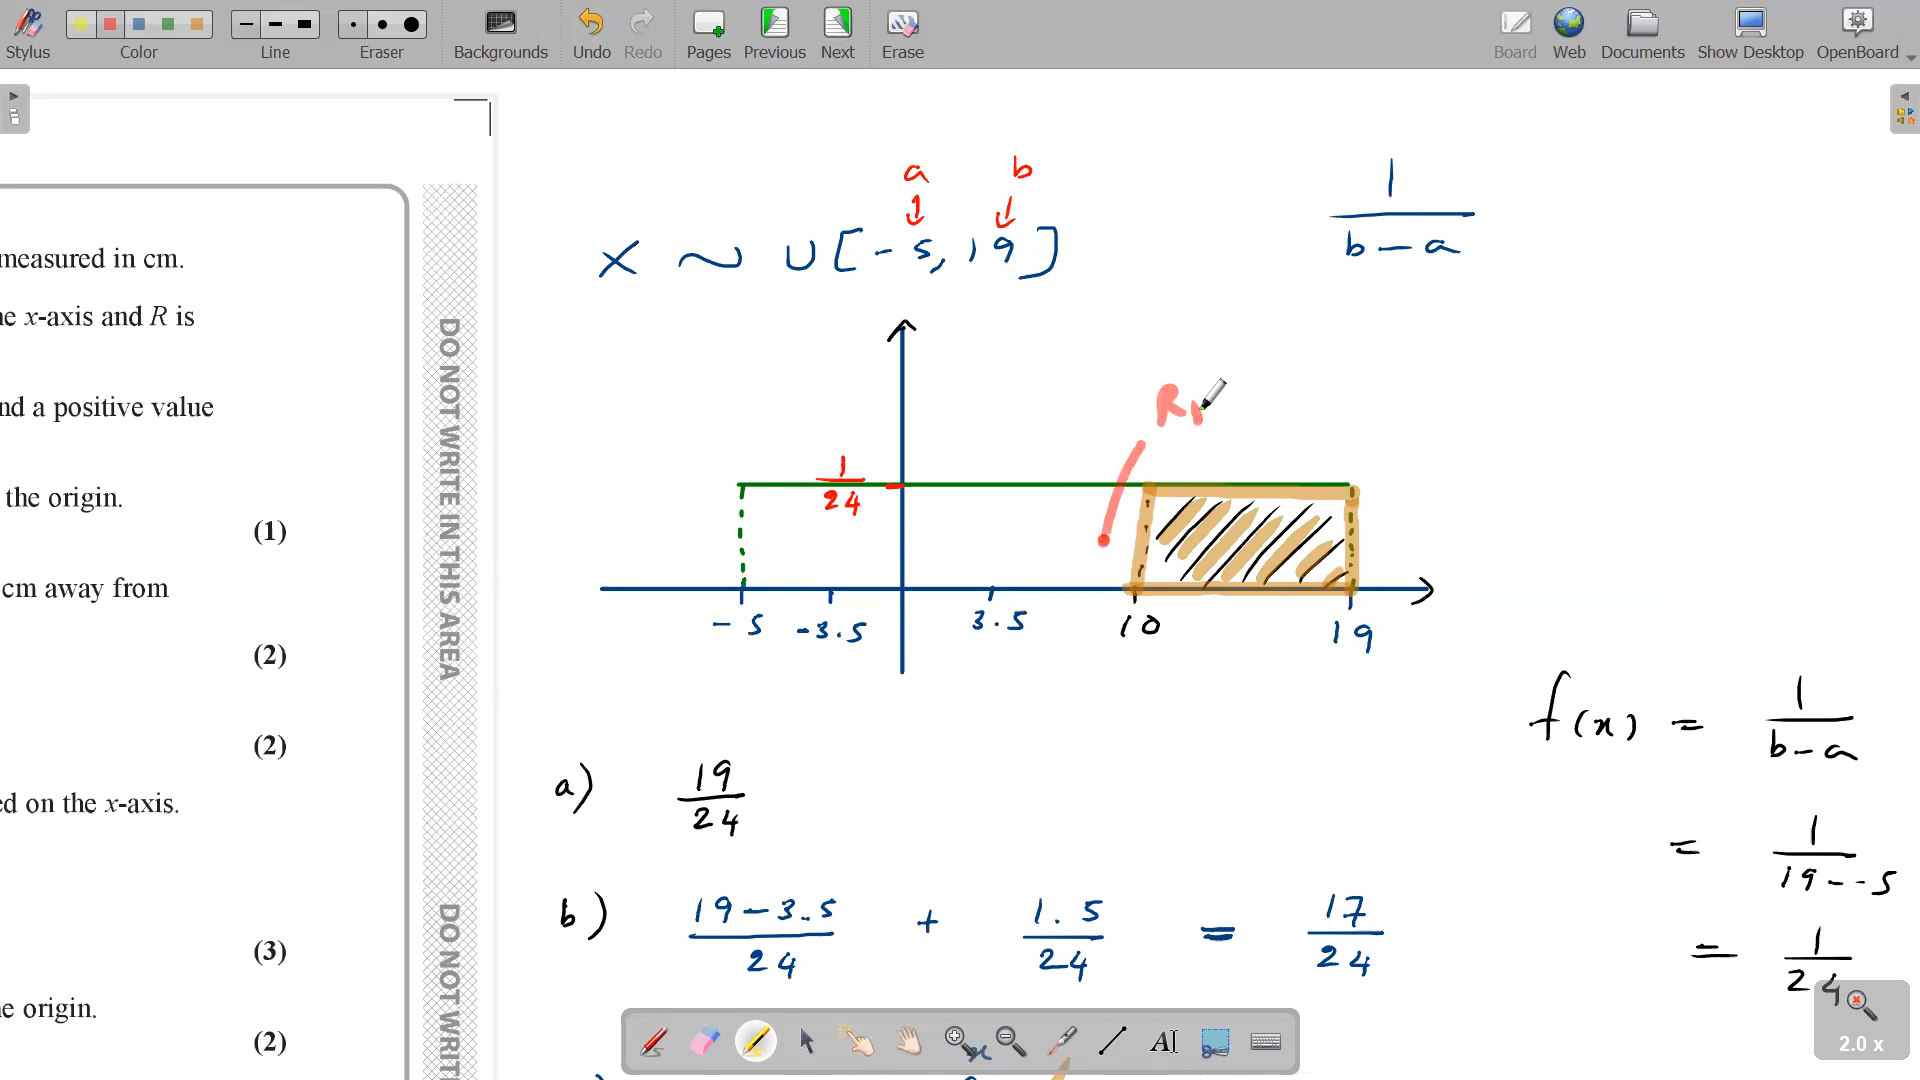 Stylus Color Line Eraser Backgrounds Undo Redo Pages Previous Next Erase Board Web Documents Show Desktop OpenBoard
measured in cm.
x-axis and R is
a positive value
the origin.
(1)
cm away from
(2)
(2)
on the x-axis.
(3)
origin.
(2)
DO NOT WRITE IN THIS AREA
DO NOT WRIT
a b
X ~ U[-5, 19]
1
b-a
R
1
24
-5 -3.5 3.5 10 19
f(x) = 1
b-a
= 1
19--5
= 1
24
a) 19
24
b) 19-3.5 + 1.5 = 17
24 24 24
AI
2.0 x